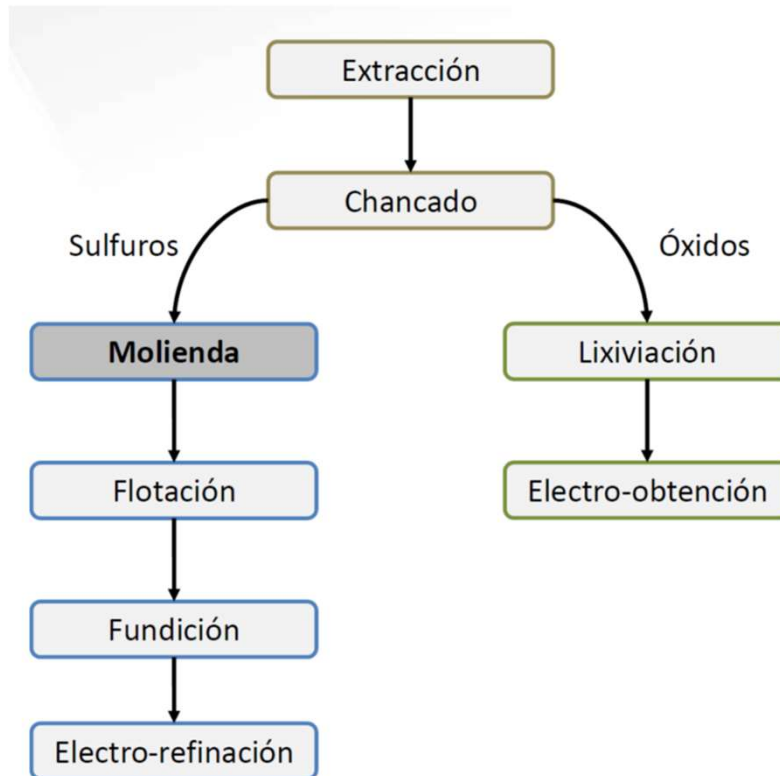 Extracción
Chancado
Sulfuros
Óxidos
Molienda
Lixiviación
Flotación
Electro-obtención
Fundición
Electro-refinación